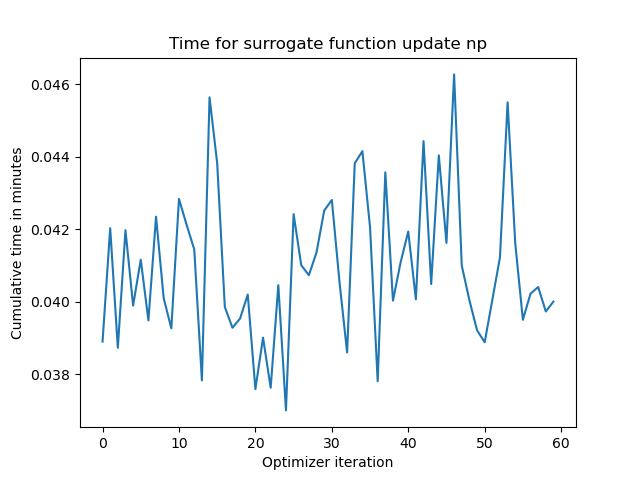 Time for surrogate function update np
Cumulative time in minutes
0.046
0.044
0.042
0.040
0.038
0 10 20 30 40 50 60
Optimizer iteration